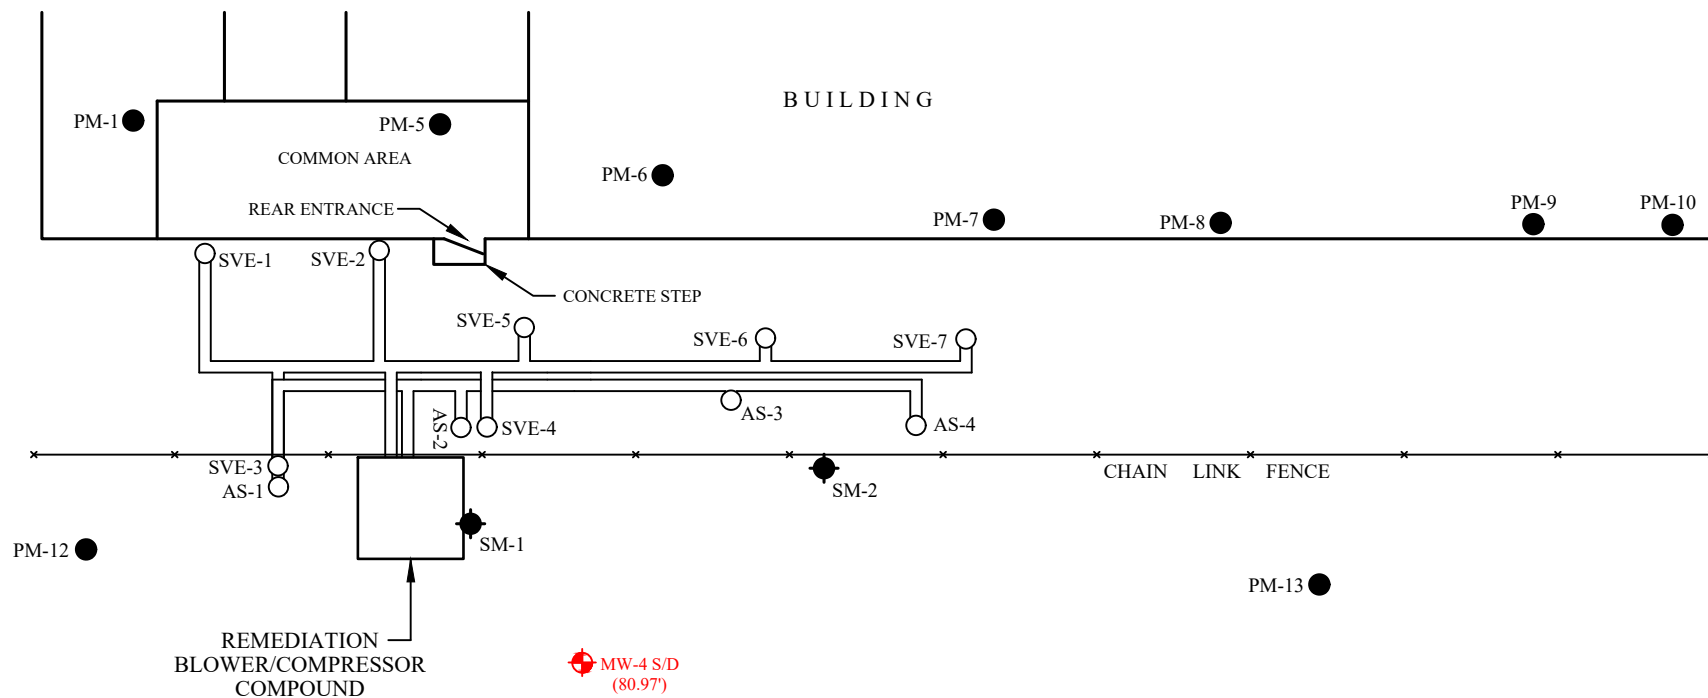 BUILDING
PM-1
PM-5
COMMON AREA
PM-6
REAR ENTRANCE
PM-7
PM-8
PM-9
PM-10
SVE-1
SVE-2
CONCRETE STEP
SVE-5
SVE-6
SVE-7
AS-2
SVE-4
AS-3
AS-4
SVE-3
AS-1
SM-2
CHAIN LINK FENCE
SM-1
PM-12
PM-13
REMEDIATION
BLOWER/COMPRESSOR
COMPOUND
MW-4 S/D
(80.97')